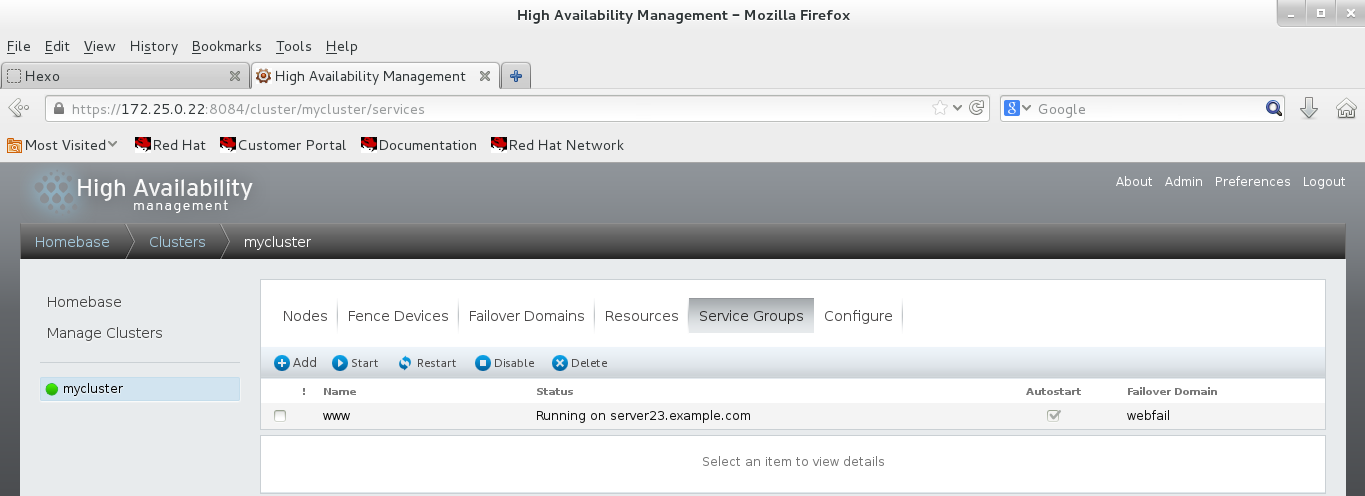 High Availability Management - Mozilla Firefox
File Edit View History Bookmarks Tools Help
Hexo High Availability Management
https://172.25.0.22:8084/cluster/mycluster/services Google
Most Visited Red Hat Customer Portal Documentation Red Hat Network
High Availability
management
About Admin Preferences Logout
Homebase Clusters mycluster
Homebase
Manage Clusters
mycluster
Nodes Fence Devices Failover Domains Resources Service Groups Configure
Add Start Restart Disable Delete
! Name Status Autostart Failover Domain
www Running on server23.example.com webfail
Select an item to view details